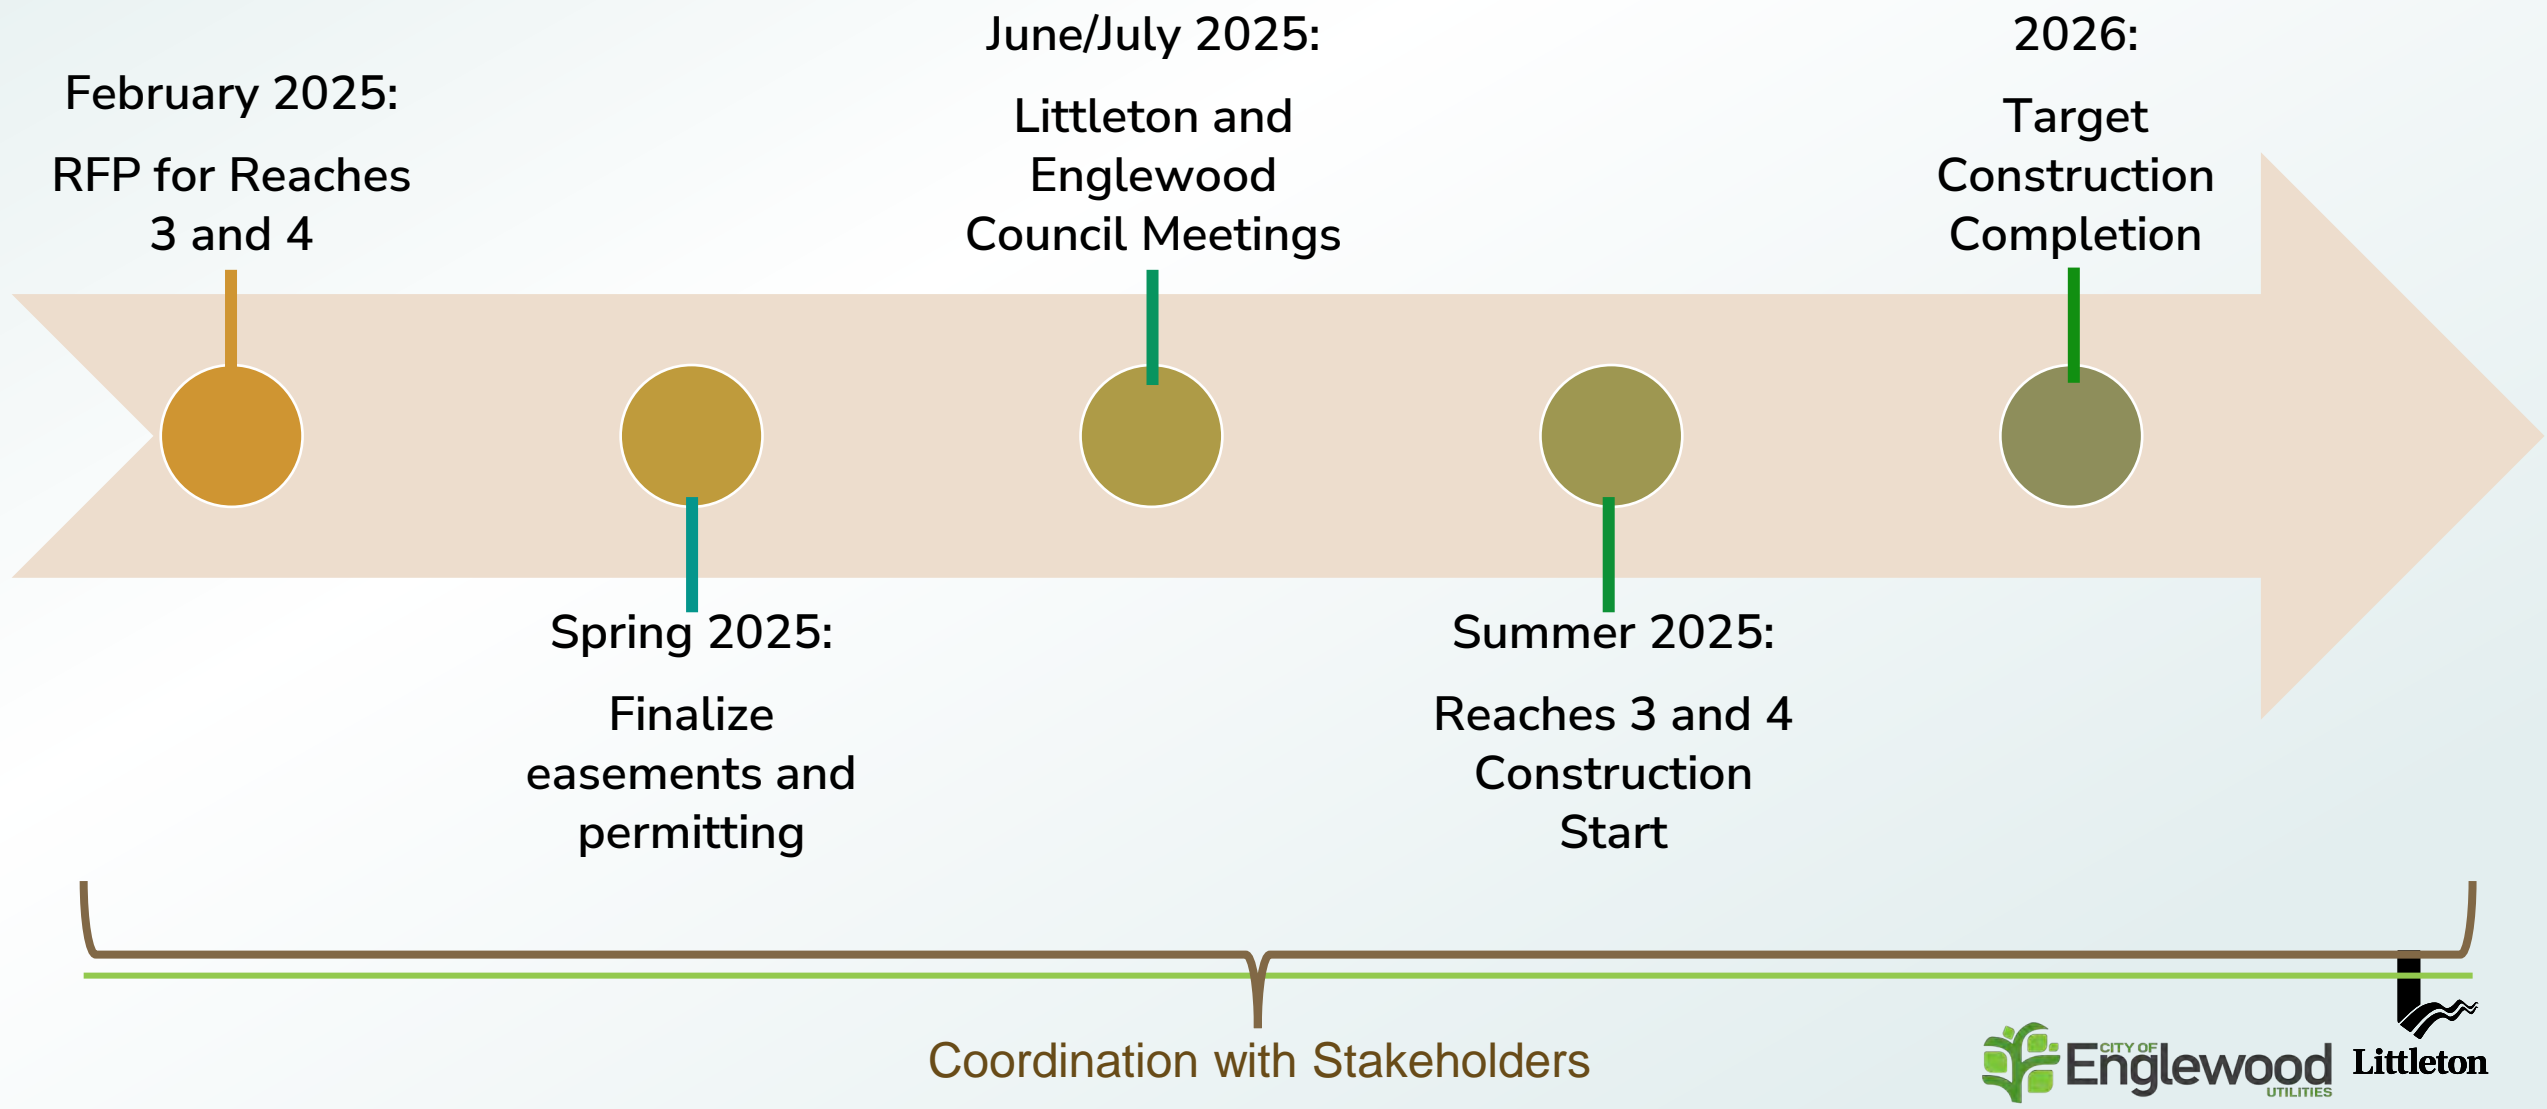 February 2025:
RFP for Reaches
3 and 4
Spring 2025:
Finalize
easements and
permitting
June/July 2025:
Littleton and
Englewood
Council Meetings
Summer 2025:
Reaches 3 and 4
Construction
Start
2026:
Target
Construction
Completion
Coordination with Stakeholders
CITY OF
Englewood
UTILITIES
Littleton